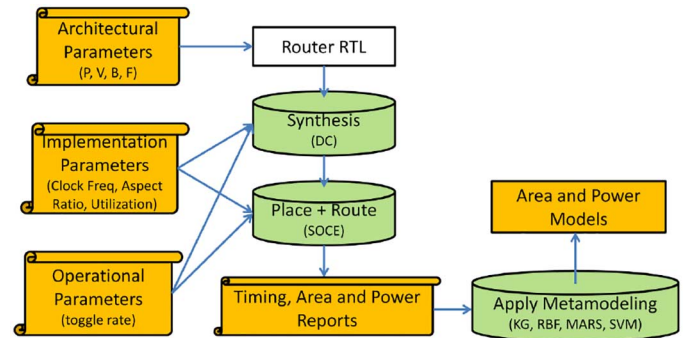 Architectural
Parameters
(P, V, B, F)
Router RTL
Synthesis
(DC)
Implementation
Parameters
(Clock Freq, Aspect
Ratio, Utilization)
Place + Route
(SOCE)
Area and Power
Models
Operational
Parameters
(toggle rate)
Timing, Area and Power
Reports
Apply Metamodeling
(KG, RBF, MARS, SVM)